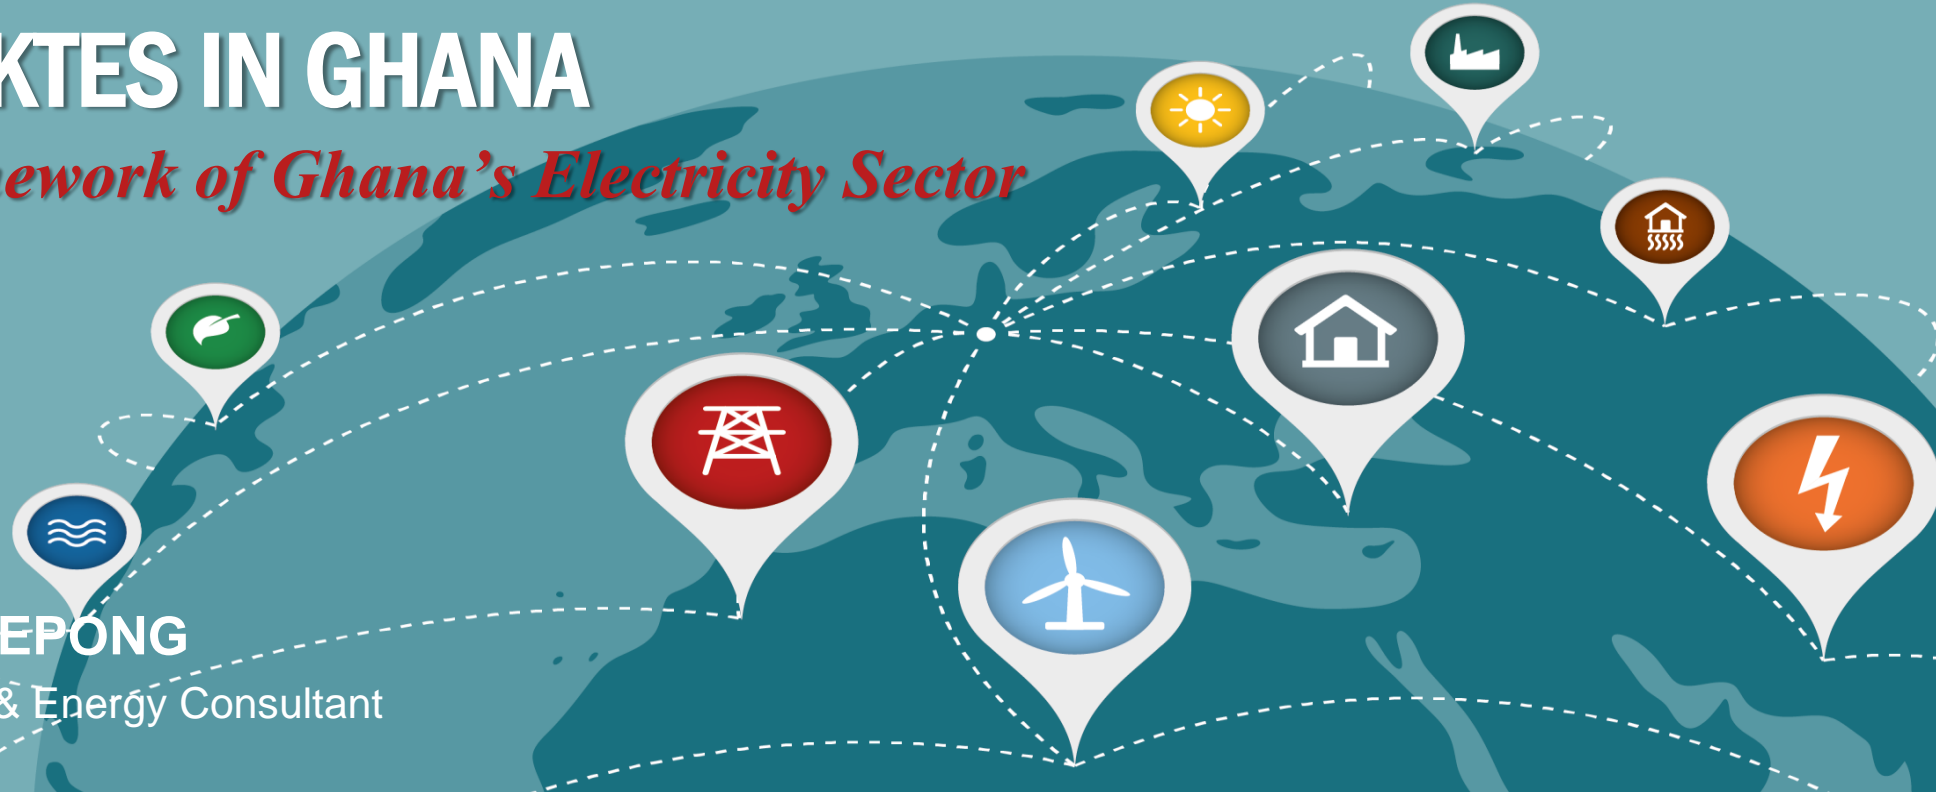 KTES IN GHANA
ework of Ghana’s Electricity Sector
EPONG
& Energy Consultant